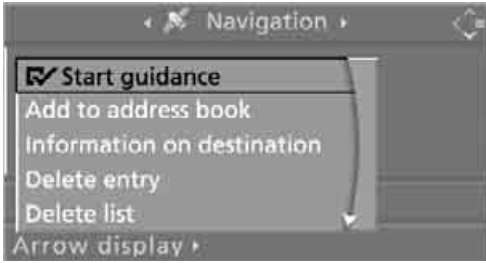 Navigation
Start guidance
Add to address book
Information on destination
Delete entry
Delete list
Arrow display